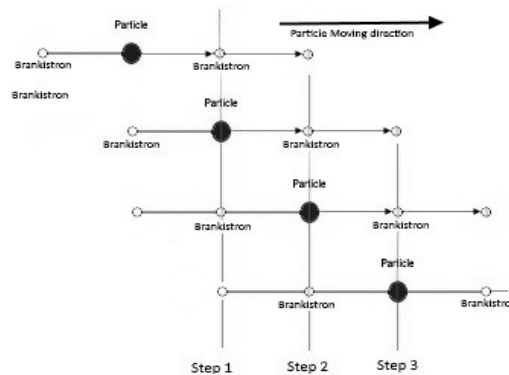 Particle
Particle Moving direction
Brankistron
Brankistron
Brankistron
Particle
Brankistron
Brankistron
Particle
Brankistron
Brankistron
Particle
Brankistron
Brankistro
Step 1
Step 2
Step 3